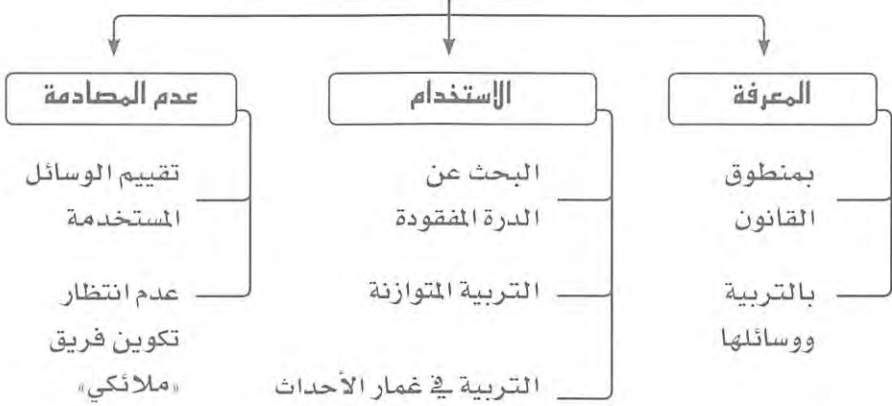 المعرفة
بمنطوق
القانون
بالتربية
ووسائلها
الاستخدام
البحث عن
الدرة المفقودة
التربية المتوازنة
التربية في غمار الأحداث
عدم المصادمة
تقييم الوسائل
المستخدمة
عدم انتظار
تكوين فريق
«ملائكي»